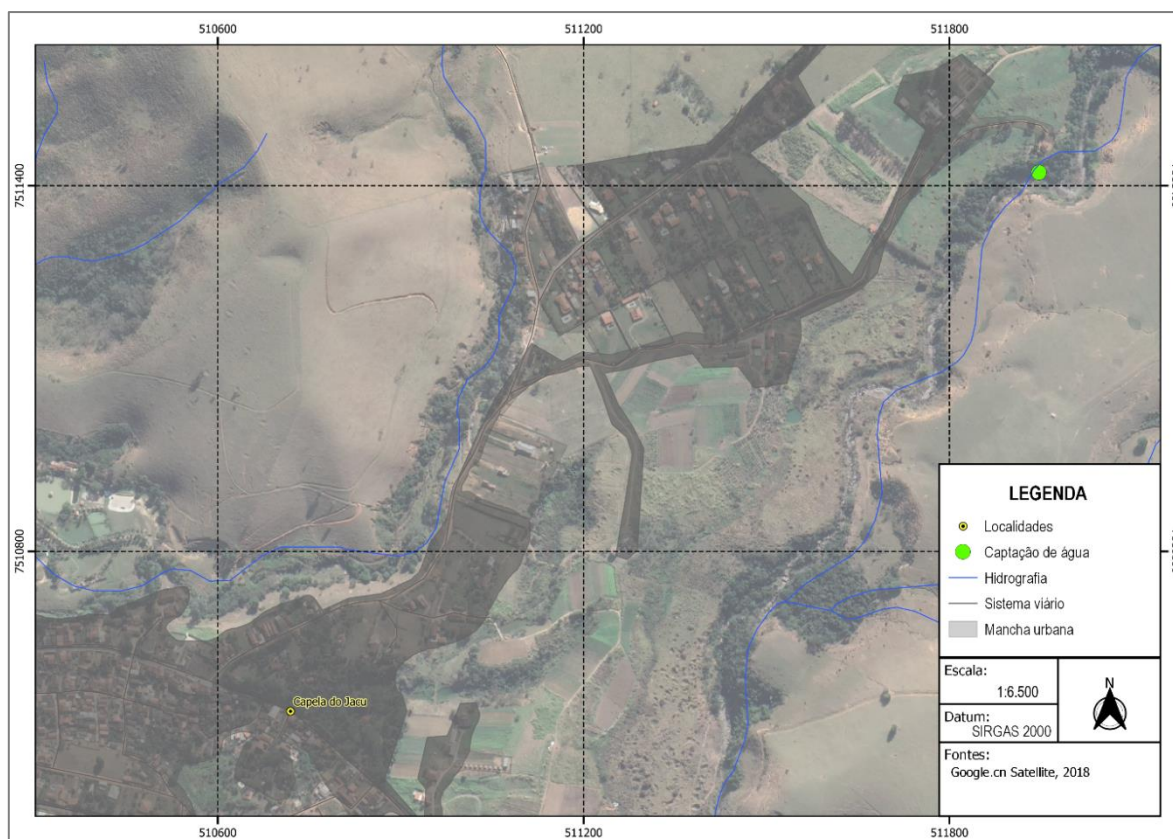 510600
511200
511800
7511400
7510800
Capela do Jacu
LEGENDA
Localidades
Captação de água
Hidrografia
Sistema viário
Mancha urbana
Escala:
1:6.500
N
Datum:
SIRGAS 2000
Fontes:
Google.cn Satellite, 2018
510600
511200
511800